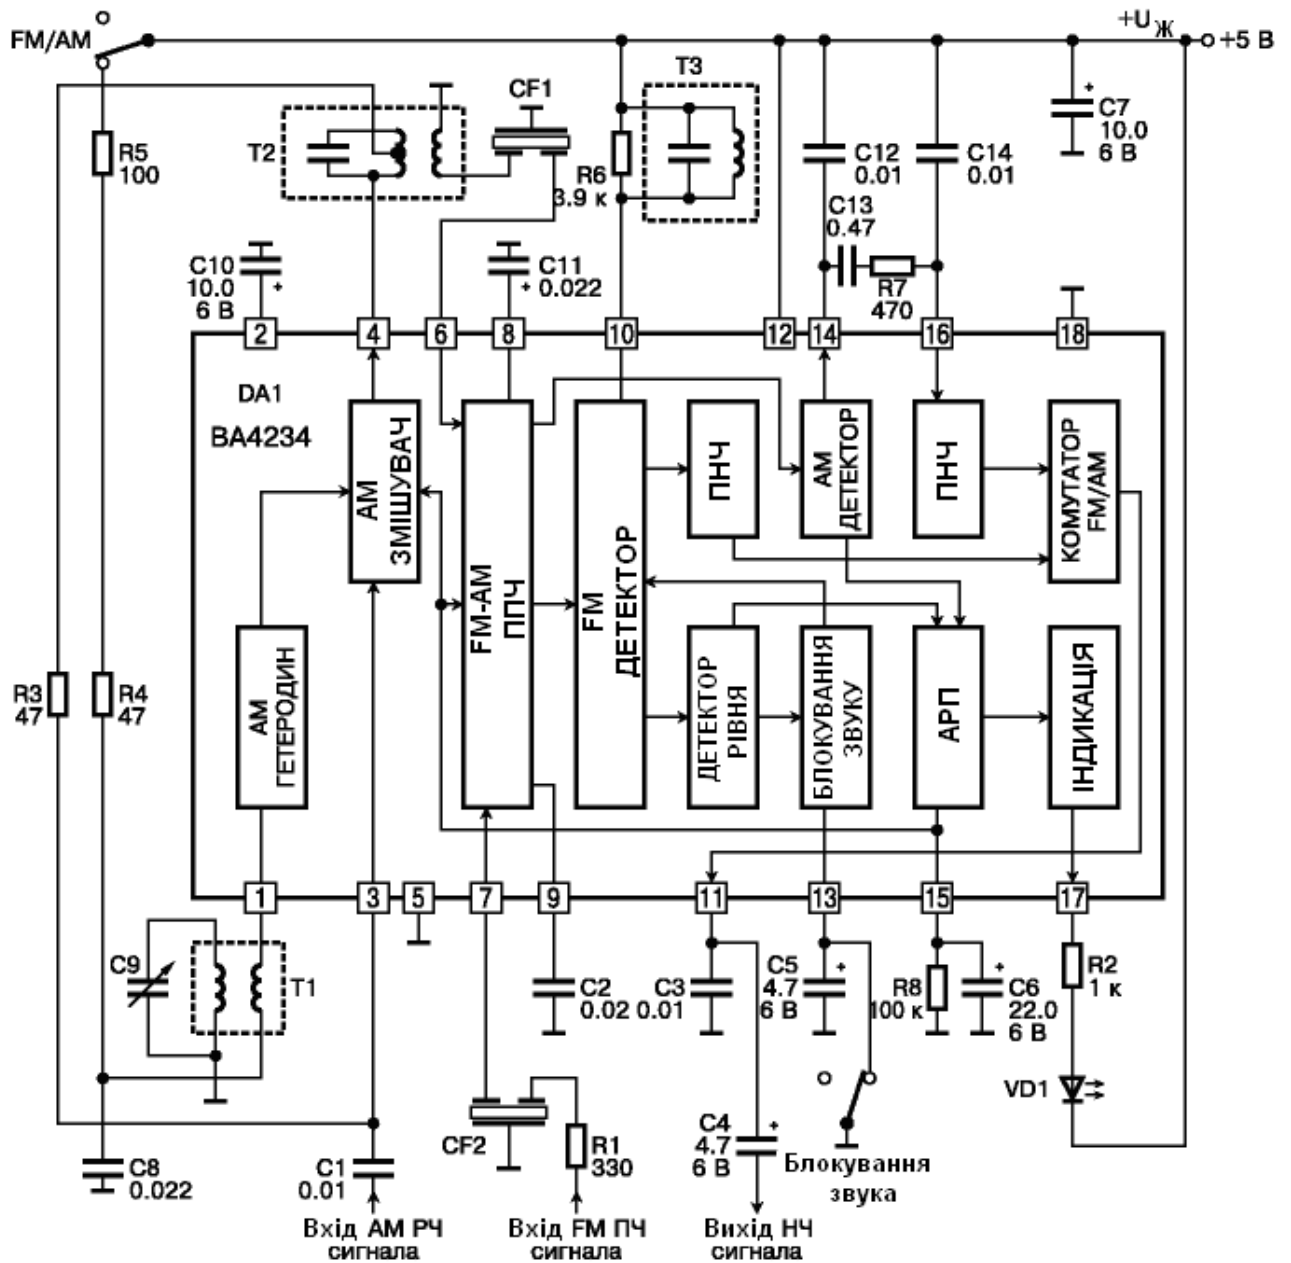 FM/AM
+UЖ
+5 В
T3
CF1
T2
R5
100
R6
3.9 к
C12
0.01
C14
0.01
C7
10.0
6 В
C13
0.47
R7
470
C10
10.0
6 В
C11
0.022
2
4
6
8
10
12
14
16
18
DA1
BA4234
АМ
ЗМІШУВАЧ
FM-АМ
ППЧ
FM
ДЕТЕКТОР
ПНЧ
АМ
ДЕТЕКТОР
ПНЧ
КОМУТАТОР
FM/AM
АМ
ГЕТЕРОДИН
ДЕТЕКТОР
РІВНЯ
БЛОКУВАННЯ
ЗВУКУ
АРП
ІНДИКАЦІЯ
R3
47
R4
47
1
3
5
7
9
11
13
15
17
C9
T1
C2
0.02
C3
0.01
C5
4.7
6 В
R8
100 к
C6
22.0
6 В
R2
1 к
VD1
CF2
R1
330
C4
4.7
6 В
Блокування
звука
C8
0.022
C1
0.01
Вхід АМ РЧ
сигнала
Вхід FM ПЧ
сигнала
Вихід НЧ
сигнала